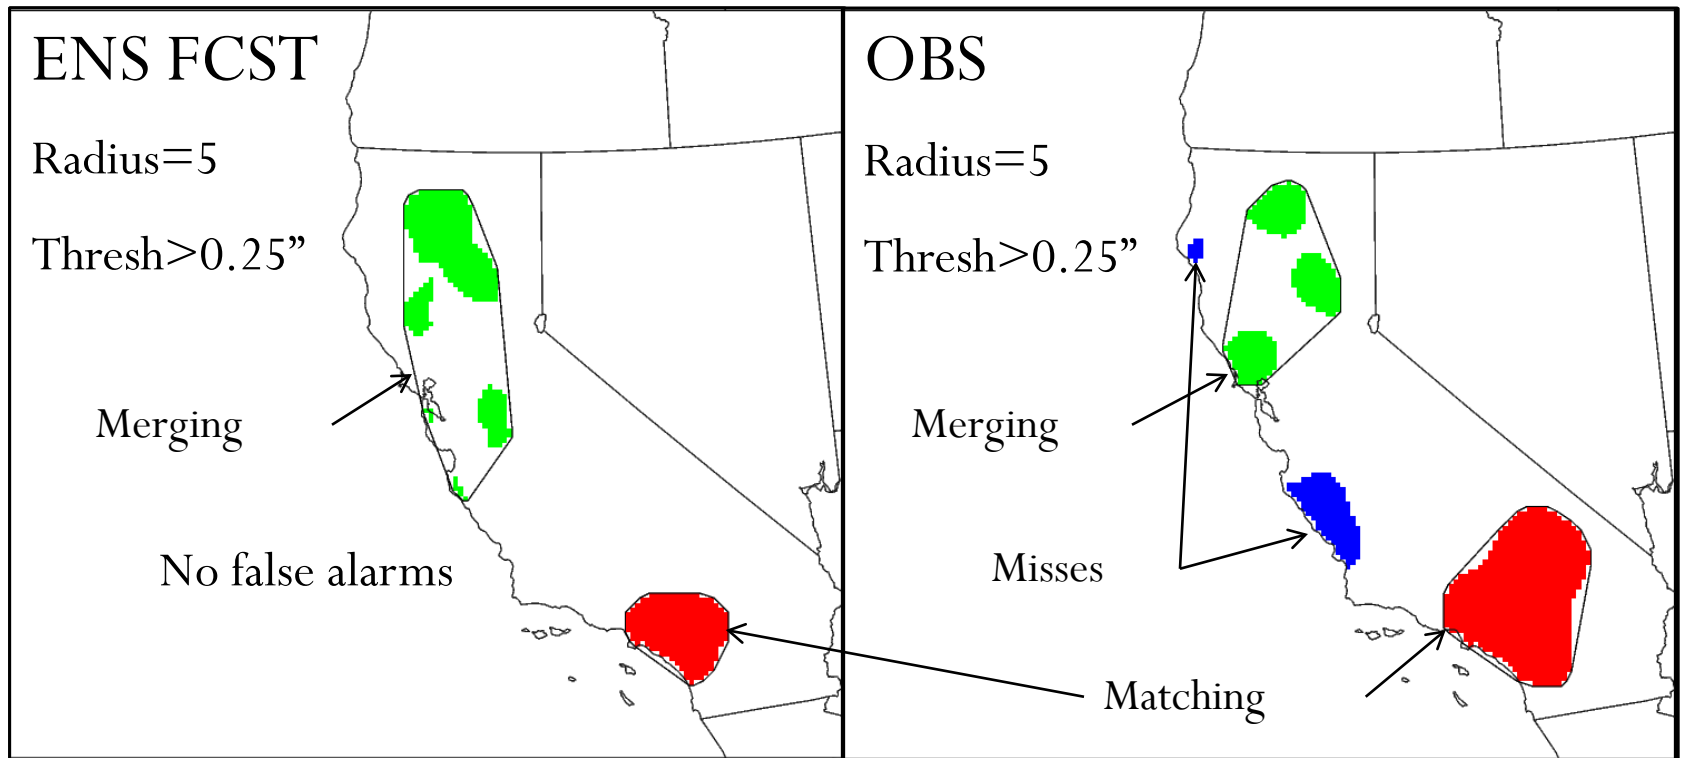 ENS FCST
Radius=5
Thresh>0.25”
Merging
No false alarms
OBS
Radius=5
Thresh>0.25”
Merging
Misses
Matching